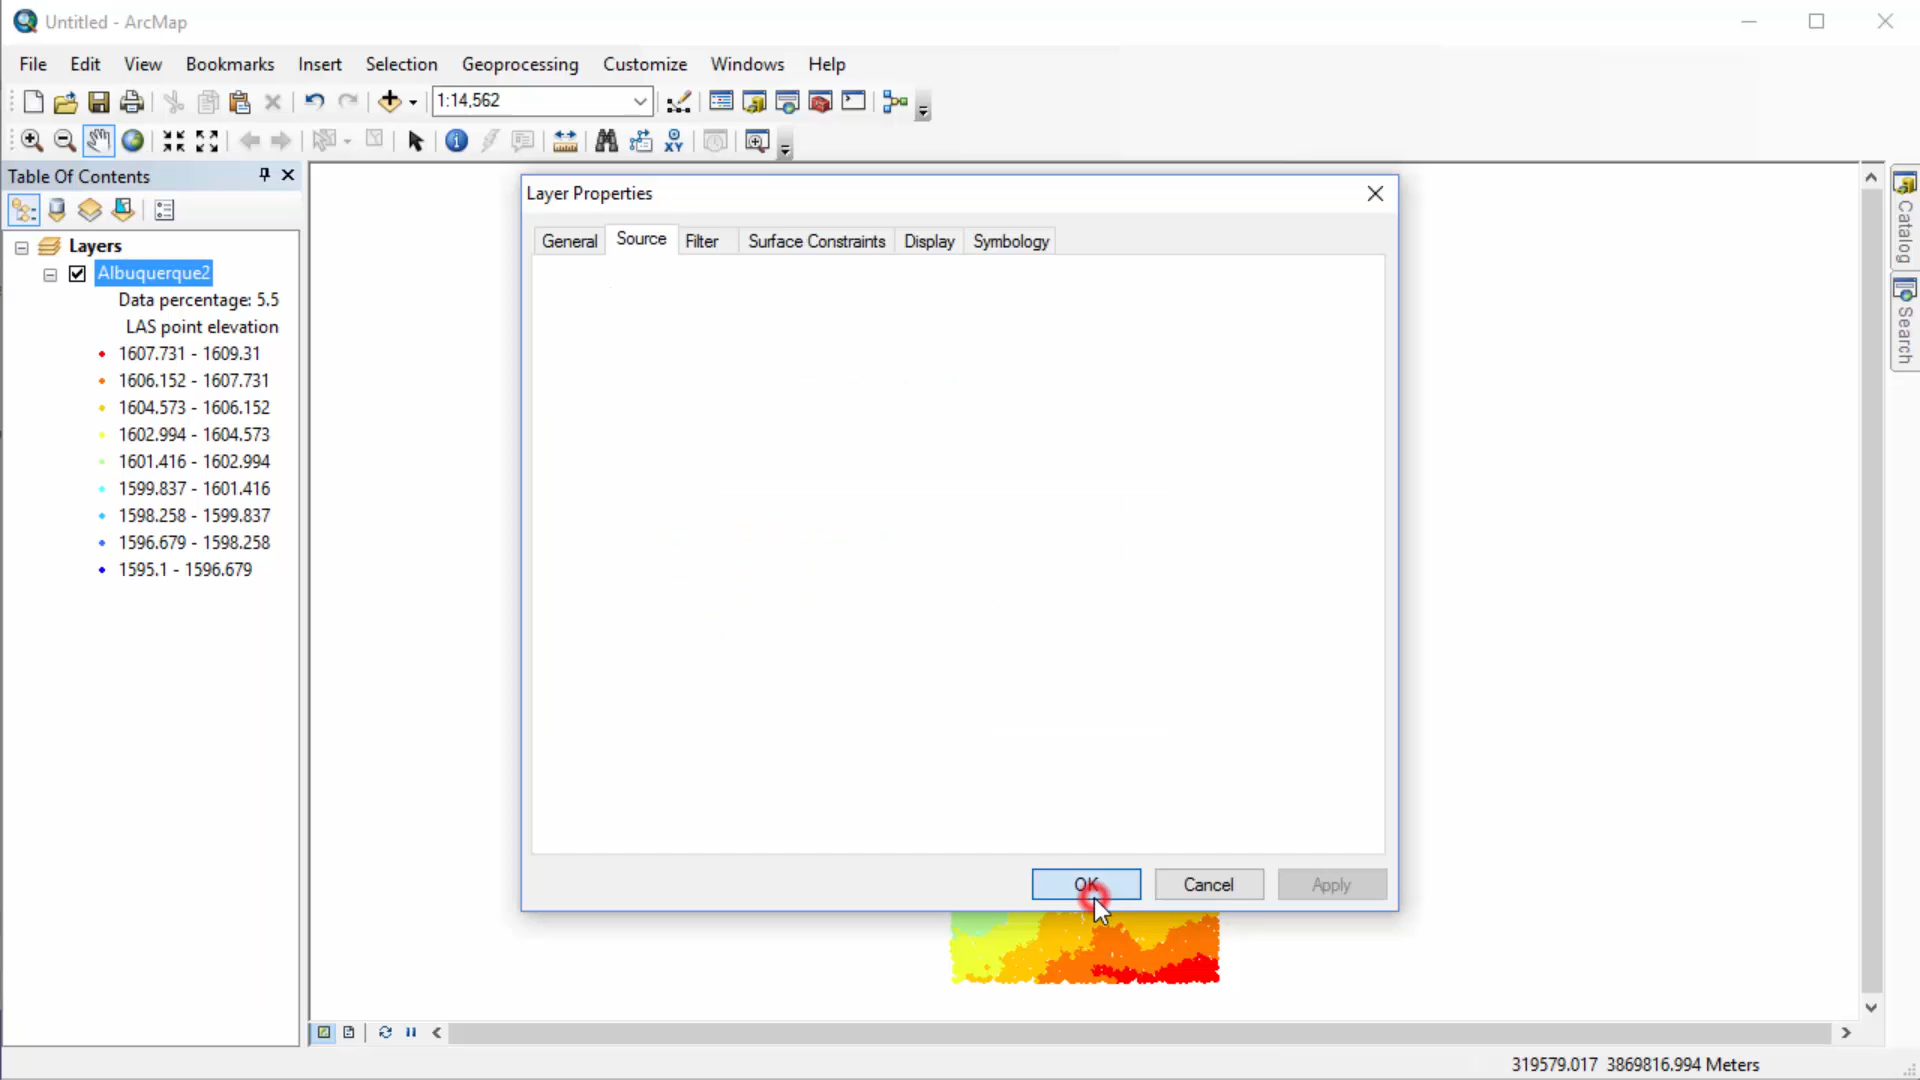 Untitled - ArcMap
File Edit View Bookmarks Insert Selection Geoprocessing Customize Windows Help
1:14,562
XY
Table Of Contents
Layers
Albuquerque2
Data percentage: 5.5
LAS point elevation
1607.731 - 1609.31
1606.152 - 1607.731
1604.573 - 1606.152
1602.994 - 1604.573
1601.416 - 1602.994
1599.837 - 1601.416
1598.258 - 1599.837
1596.679 - 1598.258
1595.1 - 1596.679
Layer Properties
General Source Filter Surface Constraints Display Symbology
OK Cancel Apply
Catalog
Search
319579.017 3869816.994 Meters